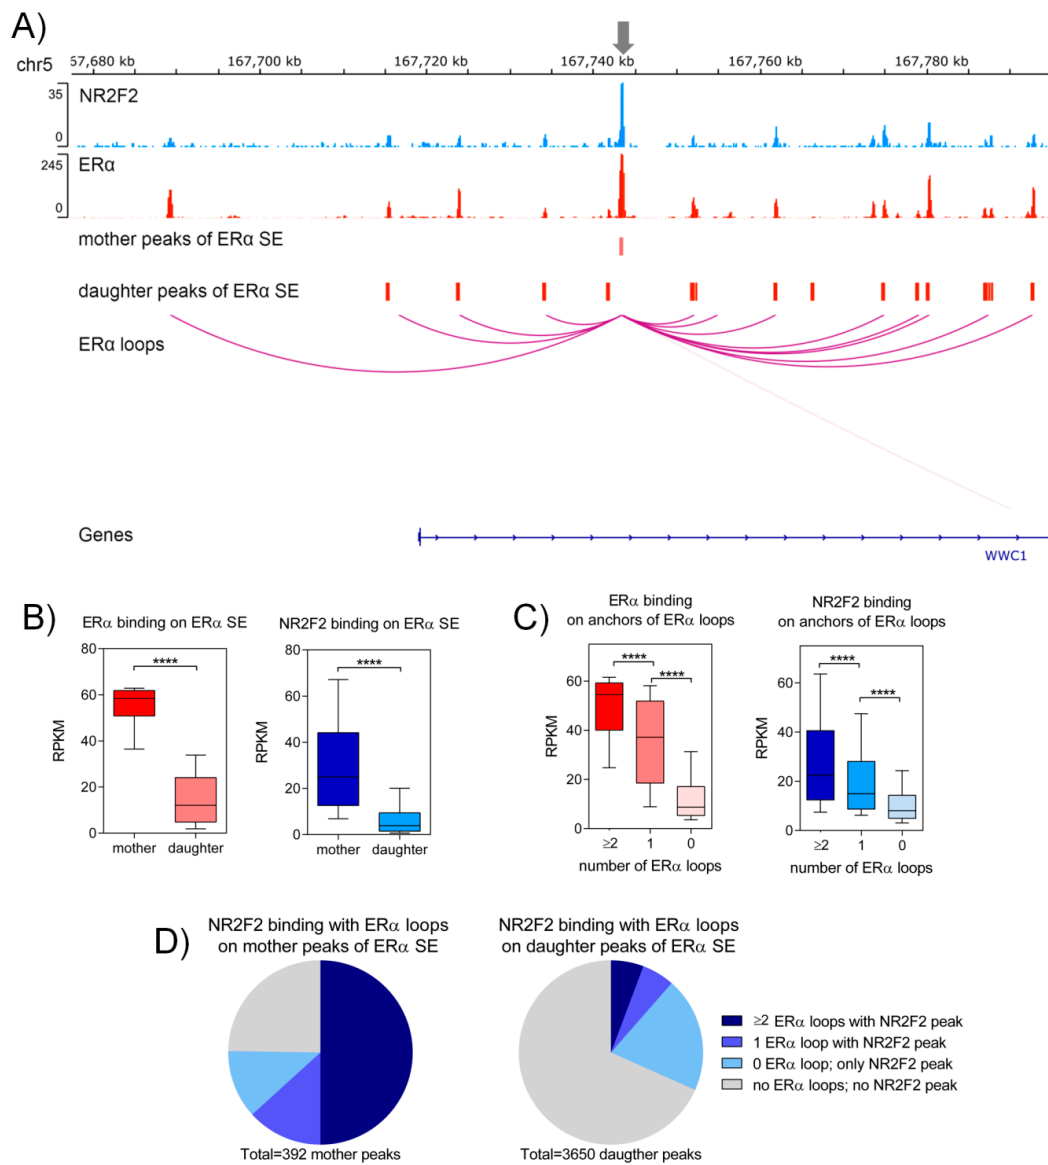 A)
chr5
67,680 kb 167,700 kb 167,720 kb 167,740 kb 167,760 kb 167,780 kb
35
NR2F2
0
245
ERα
0
mother peaks of ERα SE
daughter peaks of ERα SE
ERα loops
Genes
WWC1
B)
ERα binding on ERα SE
80
60
40
20
0
RPKM
****
mother daughter
NR2F2 binding on ERα SE
80
60
40
20
0
RPKM
****
mother daughter
C)
ERα binding
on anchors of ERα loops
60
40
20
0
RPKM
****
****
≥2 1 0
number of ERα loops
NR2F2 binding
on anchors of ERα loops
80
60
40
20
0
RPKM
****
****
≥2 1 0
number of ERα loops
D)
NR2F2 binding with ERα loops
on mother peaks of ERα SE
Total=392 mother peaks
NR2F2 binding with ERα loops
on daughter peaks of ERα SE
Total=3650 daugther peaks
≥2 ERα loops with NR2F2 peak
1 ERα loop with NR2F2 peak
0 ERα loop; only NR2F2 peak
no ERα loops; no NR2F2 peak